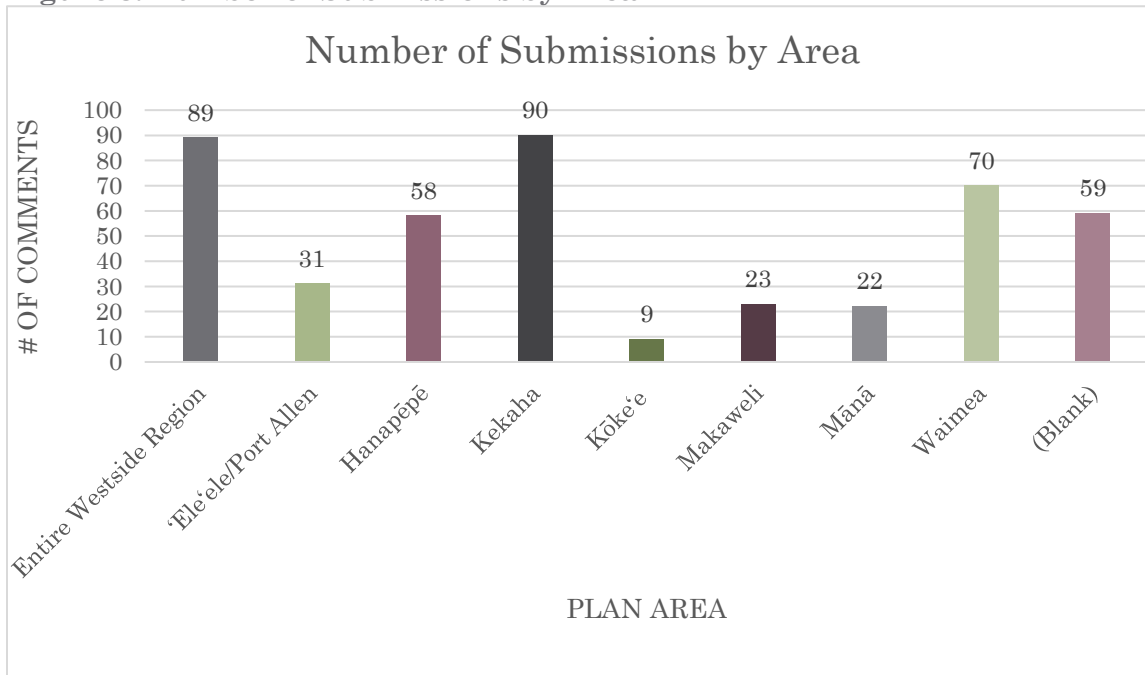 Number of Submissions by Area
# OF COMMENTS
100
90
80
70
60
50
40
30
20
10
0
89
31
58
90
9
23
22
70
59
Entire Westside Region
ʻEleʻele/Port Allen
Hanapēpē
Kekaha
Kōkeʻe
Makaweli
Mānā
Waimea
(Blank)
PLAN AREA